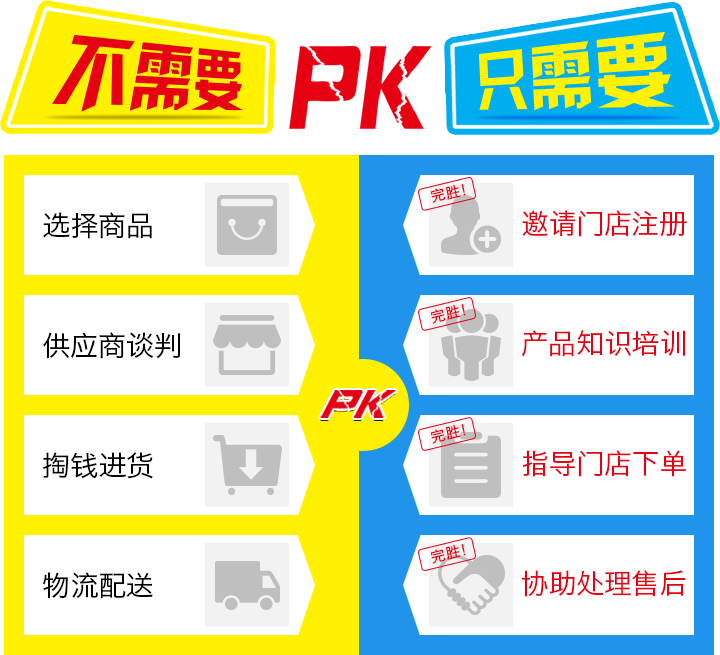 不需要
PK
只需要
选择商品
供应商谈判
掏钱进货
物流配送
PK
完胜!
邀请门店注册
完胜!
产品知识培训
完胜!
指导门店下单
完胜!
协助处理售后